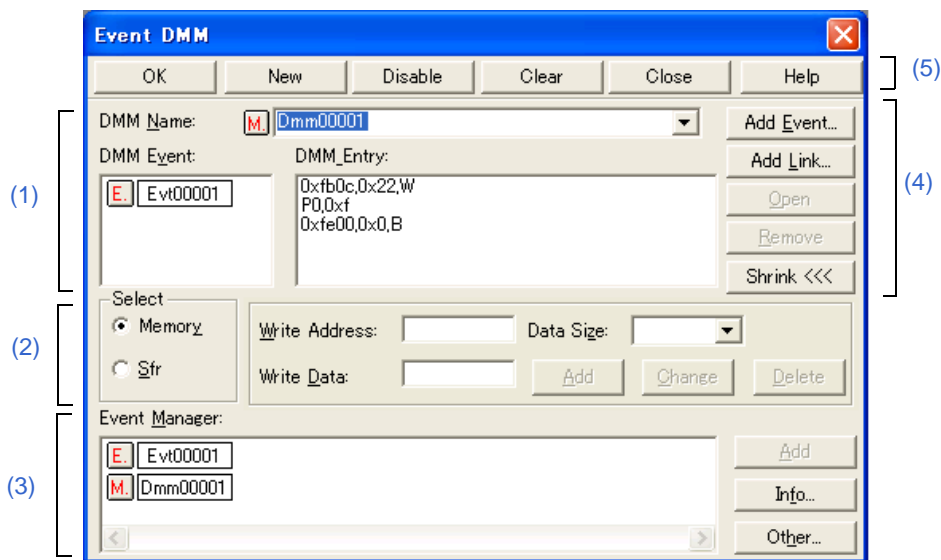 Event DMM
OK New Disable Clear Close Help (5)
DMM Name: M. Dmm00001 Add Event...
DMM Event: DMM_Entry: Add Link...
(1) E. Evt00001 0xfb0c,0x22,W (4)
P0,0xf Open
0xfe00,0x0,B
Remove
Shrink <<<
Select
(2) Memory Write Address: Data Size:
Sfr Write Data: Add Change Delete
Event Manager:
(3) E. Evt00001 Add
M. Dmm00001 Info...
Other...